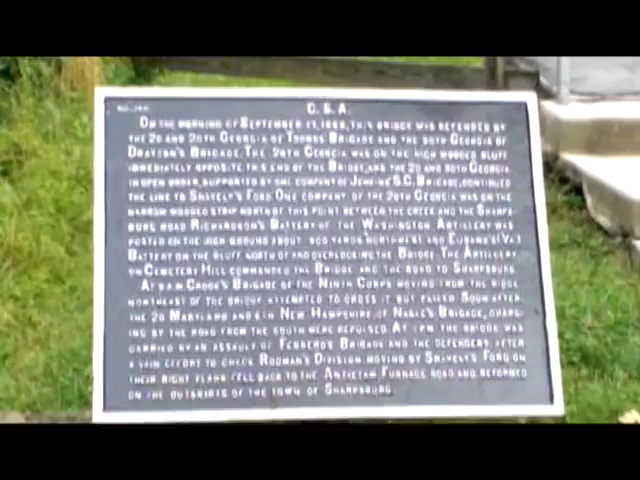 C. S. A.
On the morning of September 17, 1862, this bridge was defended by
the 2d and 20th Georgia of Toombs' Brigade and the 50th Georgia of
Drayton's Brigade. The 20th Georgia was on the high wooded bluff
immediately opposite this end of the Bridge, and the 2d and 50th Georgia
in open order, supported by one company of Jenkins' S.C. Brigade, continued
the line to Snavely's Ford. One company of the 20th Georgia was on the
narrow wooded strip north of this point between the creek and the Sharps-
burg road. Richardson's Battery of the Washington Artillery was
posted on the high ground about 500 yards northwest and Eubank's (Va.)
Battery on the bluff north of and overlooking the Bridge. The Artillery
on Cemetery Hill commanded the Bridge and the road to Sharpsburg.
At 9 A.M. Crook's Brigade of the Ninth Corps moving from the ridge
northeast of the bridge attempted to cross it but failed. Soon after
the 2d Maryland and 6th New Hampshire of Nagle's Brigade, charg-
ing by the road from the south were repulsed. At 1 P.M. the bridge was
carried by an assault of Ferrero's Brigade and the defenders, after
a vain effort to check Rodman's Division moving by Snavely's Ford on
their right flank fell back to the Antietam Furnace road and reformed
on the outskirts of the town of Sharpsburg.